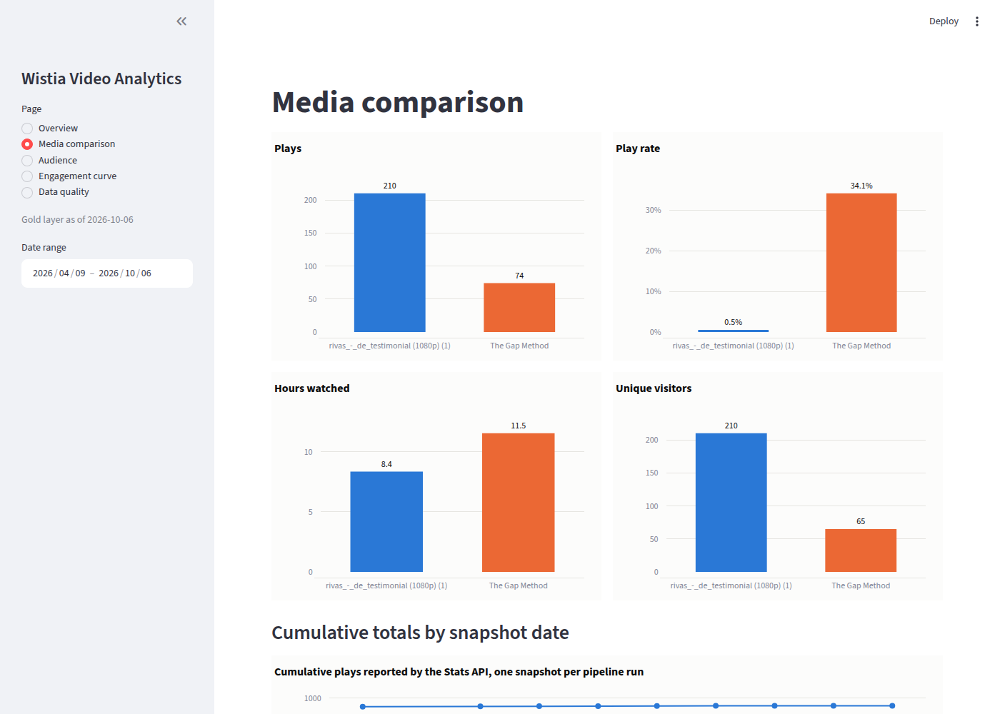 Deploy
Wistia Video Analytics
Page
Overview
Media comparison
Audience
Engagement curve
Data quality
Gold layer as of 2026-10-06
Date range
2026/04/09 – 2026/10/06
Media comparison
Plays
210
200
150
100
74
50
0
rivas_-_de_testimonial (1080p) (1)
The Gap Method
Play rate
34.1%
30%
20%
10%
0.5%
0%
rivas_-_de_testimonial (1080p) (1)
The Gap Method
Hours watched
11.5
10
8.4
5
0
rivas_-_de_testimonial (1080p) (1)
The Gap Method
Unique visitors
210
200
150
100
65
50
0
rivas_-_de_testimonial (1080p) (1)
The Gap Method
Cumulative totals by snapshot date
Cumulative plays reported by the Stats API, one snapshot per pipeline run
1000